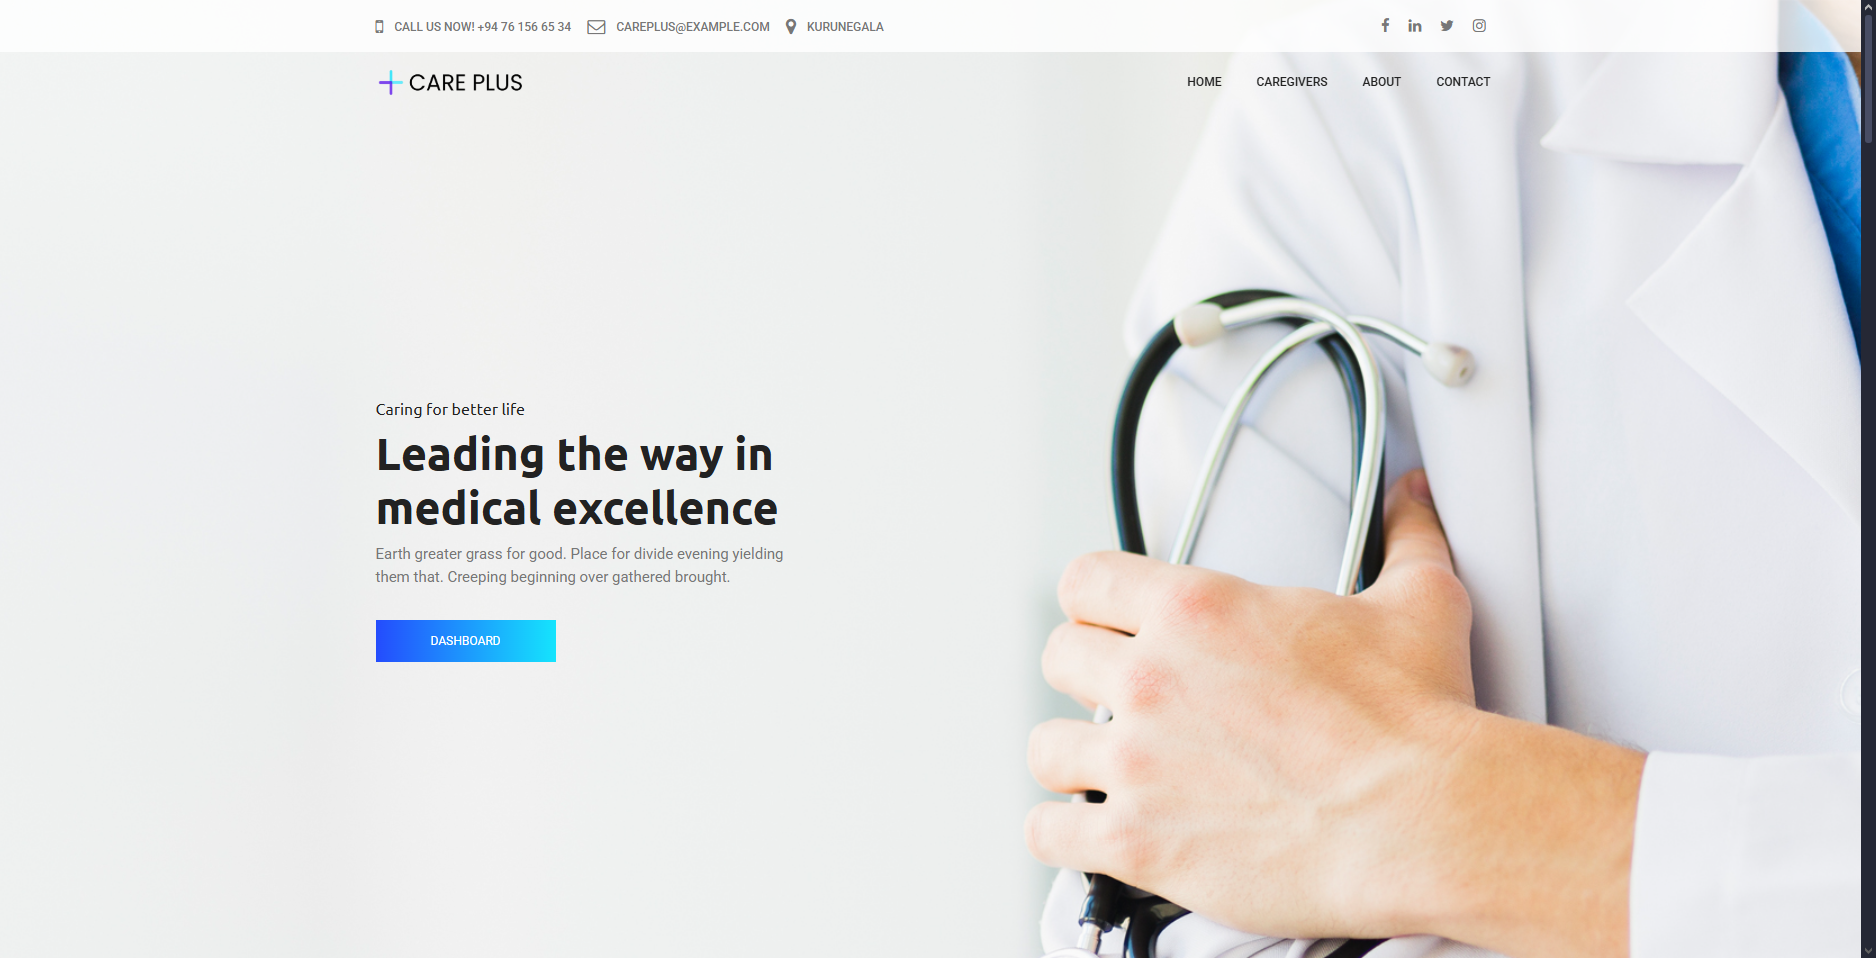 CALL US NOW! +94 76 156 65 34
CAREPLUS@EXAMPLE.COM
KURUNEGALA
CARE PLUS
HOME
CAREGIVERS
ABOUT
CONTACT
Caring for better life
Leading the way in
medical excellence
Earth greater grass for good. Place for divide evening yielding
them that. Creeping beginning over gathered brought.
DASHBOARD